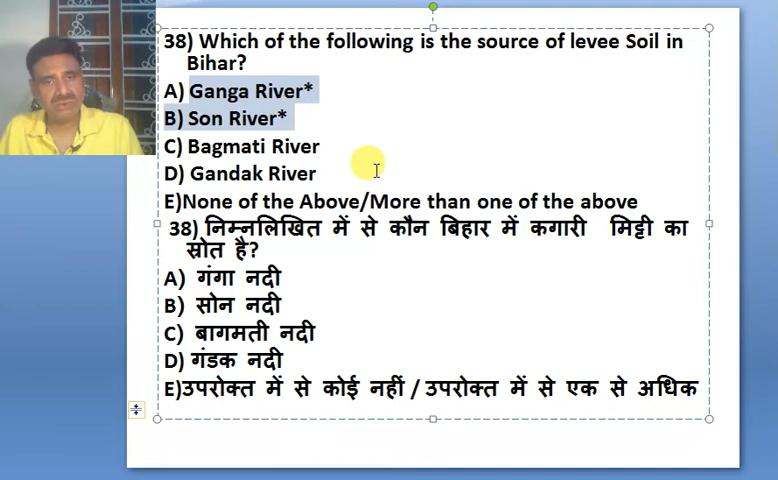 38) Which of the following is the source of levee Soil in
Bihar?
A) Ganga River*
B) Son River*
C) Bagmati River
D) Gandak River
E)None of the Above/More than one of the above
38) निम्नलिखित में से कौन बिहार में कगारी मिट्टी का
स्रोत है?
A) गंगा नदी
B) सोन नदी
C) बागमती नदी
D) गंडक नदी
E)उपरोक्त में से कोई नहीं / उपरोक्त में से एक से अधिक